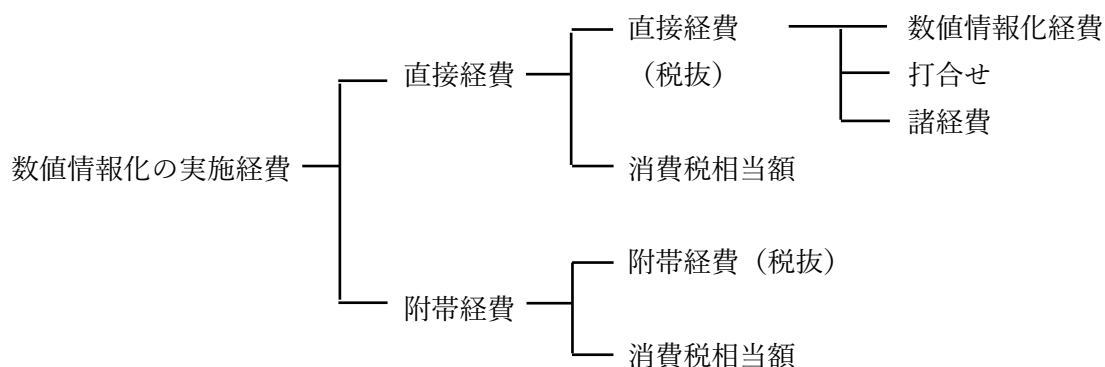 直接経費
数値情報化経費
直接経費
（税抜）
打合せ
諸経費
数値情報化の実施経費
消費税相当額
附帯経費（税抜）
附帯経費
消費税相当額